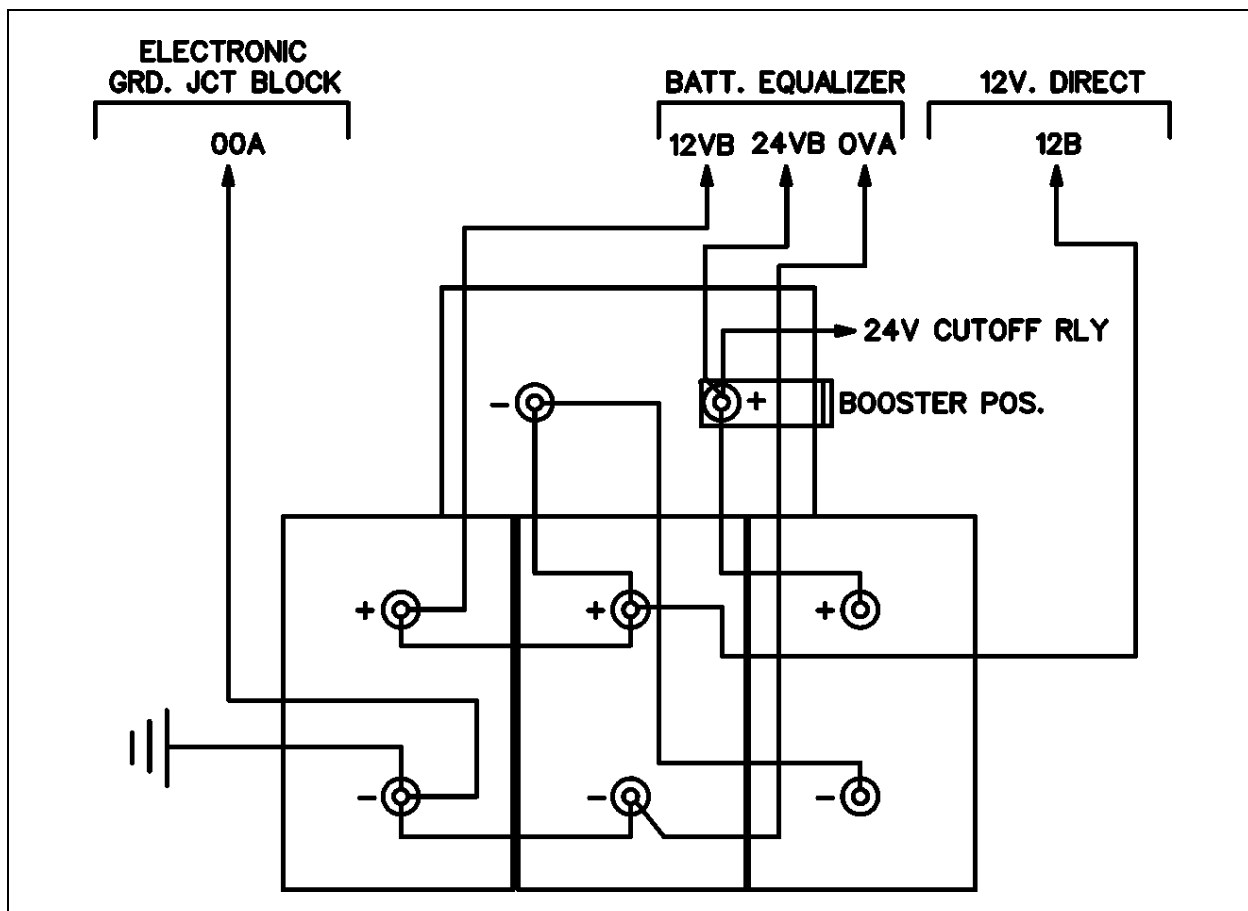 ELECTRONIC
GRD. JCT BLOCK
00A
BATT. EQUALIZER
12VB 24VB 0VA
12V. DIRECT
12B
24V CUTOFF RLY
- + BOOSTER POS.
+ + +
- - -